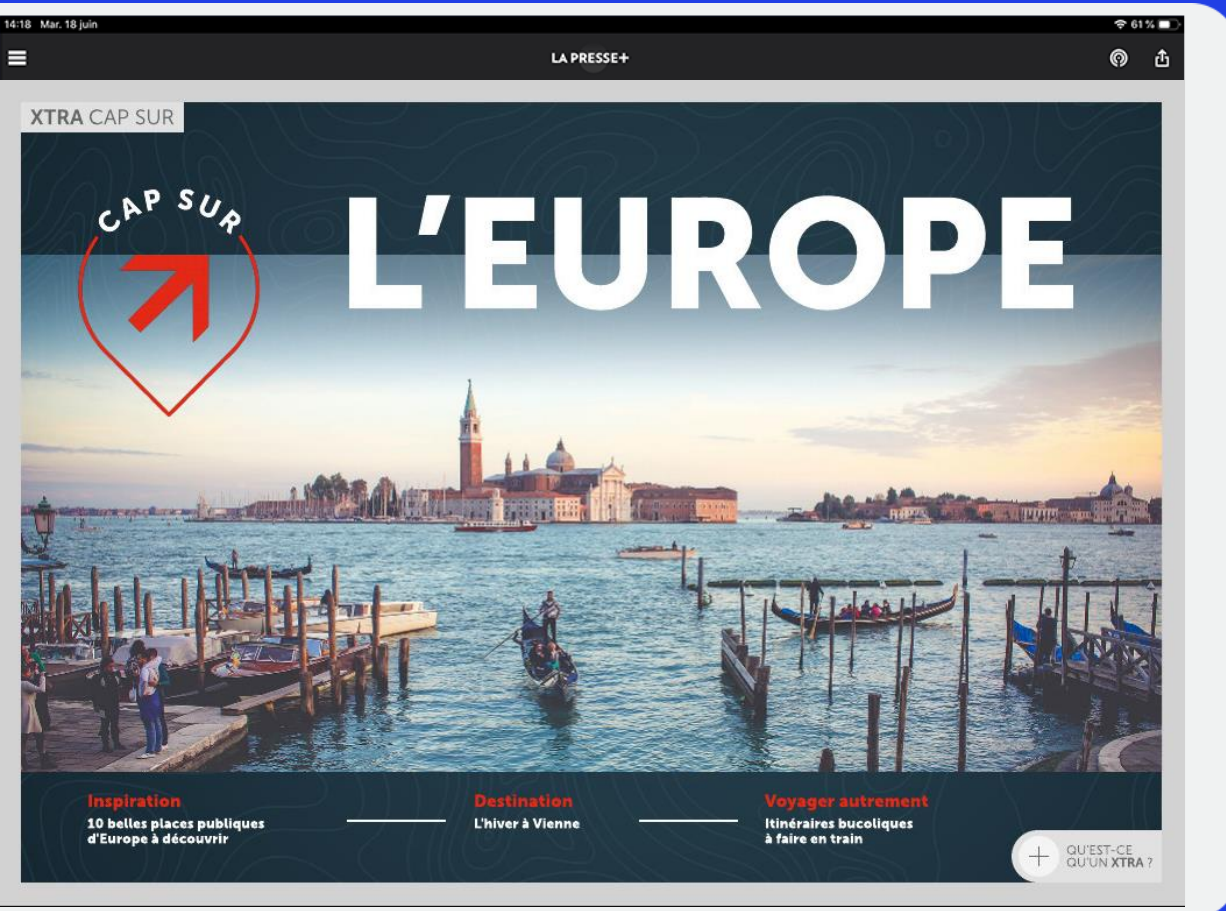 14:18 Mar. 18 juin
61 %
LA PRESSE+
XTRA CAP SUR
CAP SUR
L'EUROPE
Inspiration
10 belles places publiques
d'Europe à découvrir
Destination
L'hiver à Vienne
Voyager autrement
Itinéraires bucoliques
à faire en train
QU'EST-CE
QU'UN XTRA ?